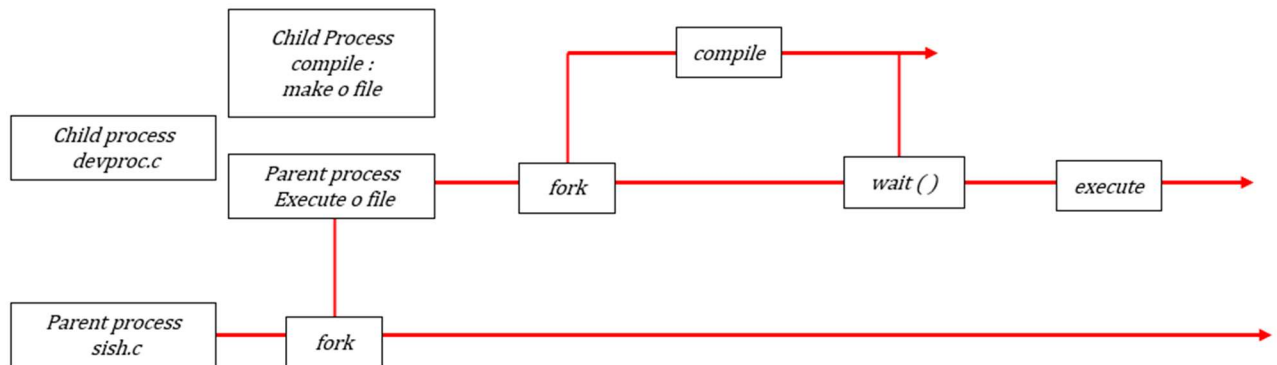 Child Process
compile :
make o file
compile
Child process
devproc.c
Parent process
Execute o file
fork
wait ( )
execute
Parent process
sish.c
fork